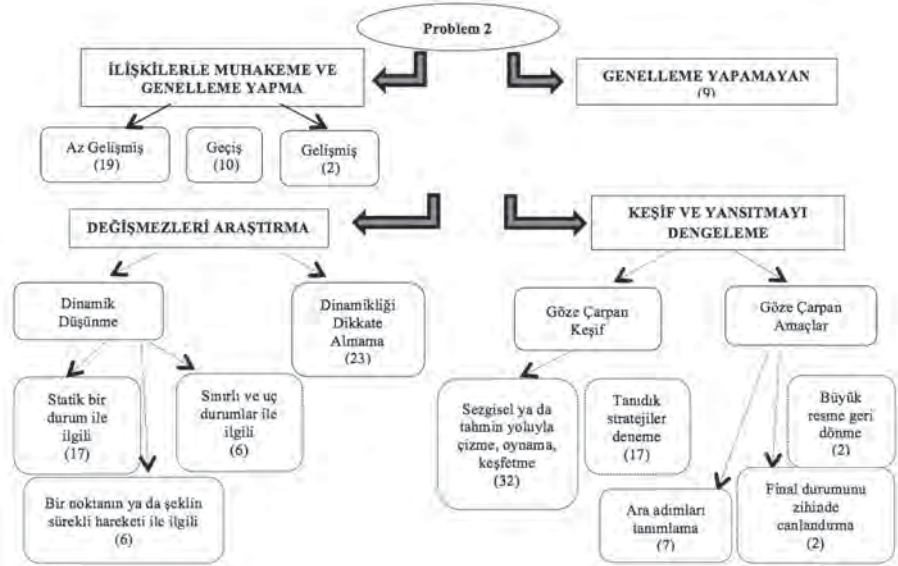 Problem 2
İLİŞKİLERLE MUHAKEME VE
GENELLEME YAPMA
GENELLEME YAPAMAYAN
(9)
Az Gelişmiş
(19)
Geçiş
(10)
Gelişmiş
(2)
DEĞİŞMEZLERİ ARAŞTIRMA
KEŞİF VE YANSITMAYI
DENGELEME
Dinamik
Düşünme
Dinamikliği
Dikkate
Almama
(23)
Göze Çarpan
Keşif
Göze Çarpan
Amaçlar
Statik bir
durum ile
ilgili
(17)
Sınırlı ve uç
durumlar ile
ilgili
(6)
Bir noktanın ya da şeklin
sürekli hareketi ile ilgili
(6)
Sezgisel ya da
tahmin yoluyla
çizme, oynama,
keşfetme
(32)
Tanıdık
stratejiler
deneme
(17)
Büyük
resme geri
dönme
(2)
Ara adımları
tanımlama
(7)
Final durumunu
zihinde
canlandırma
(2)